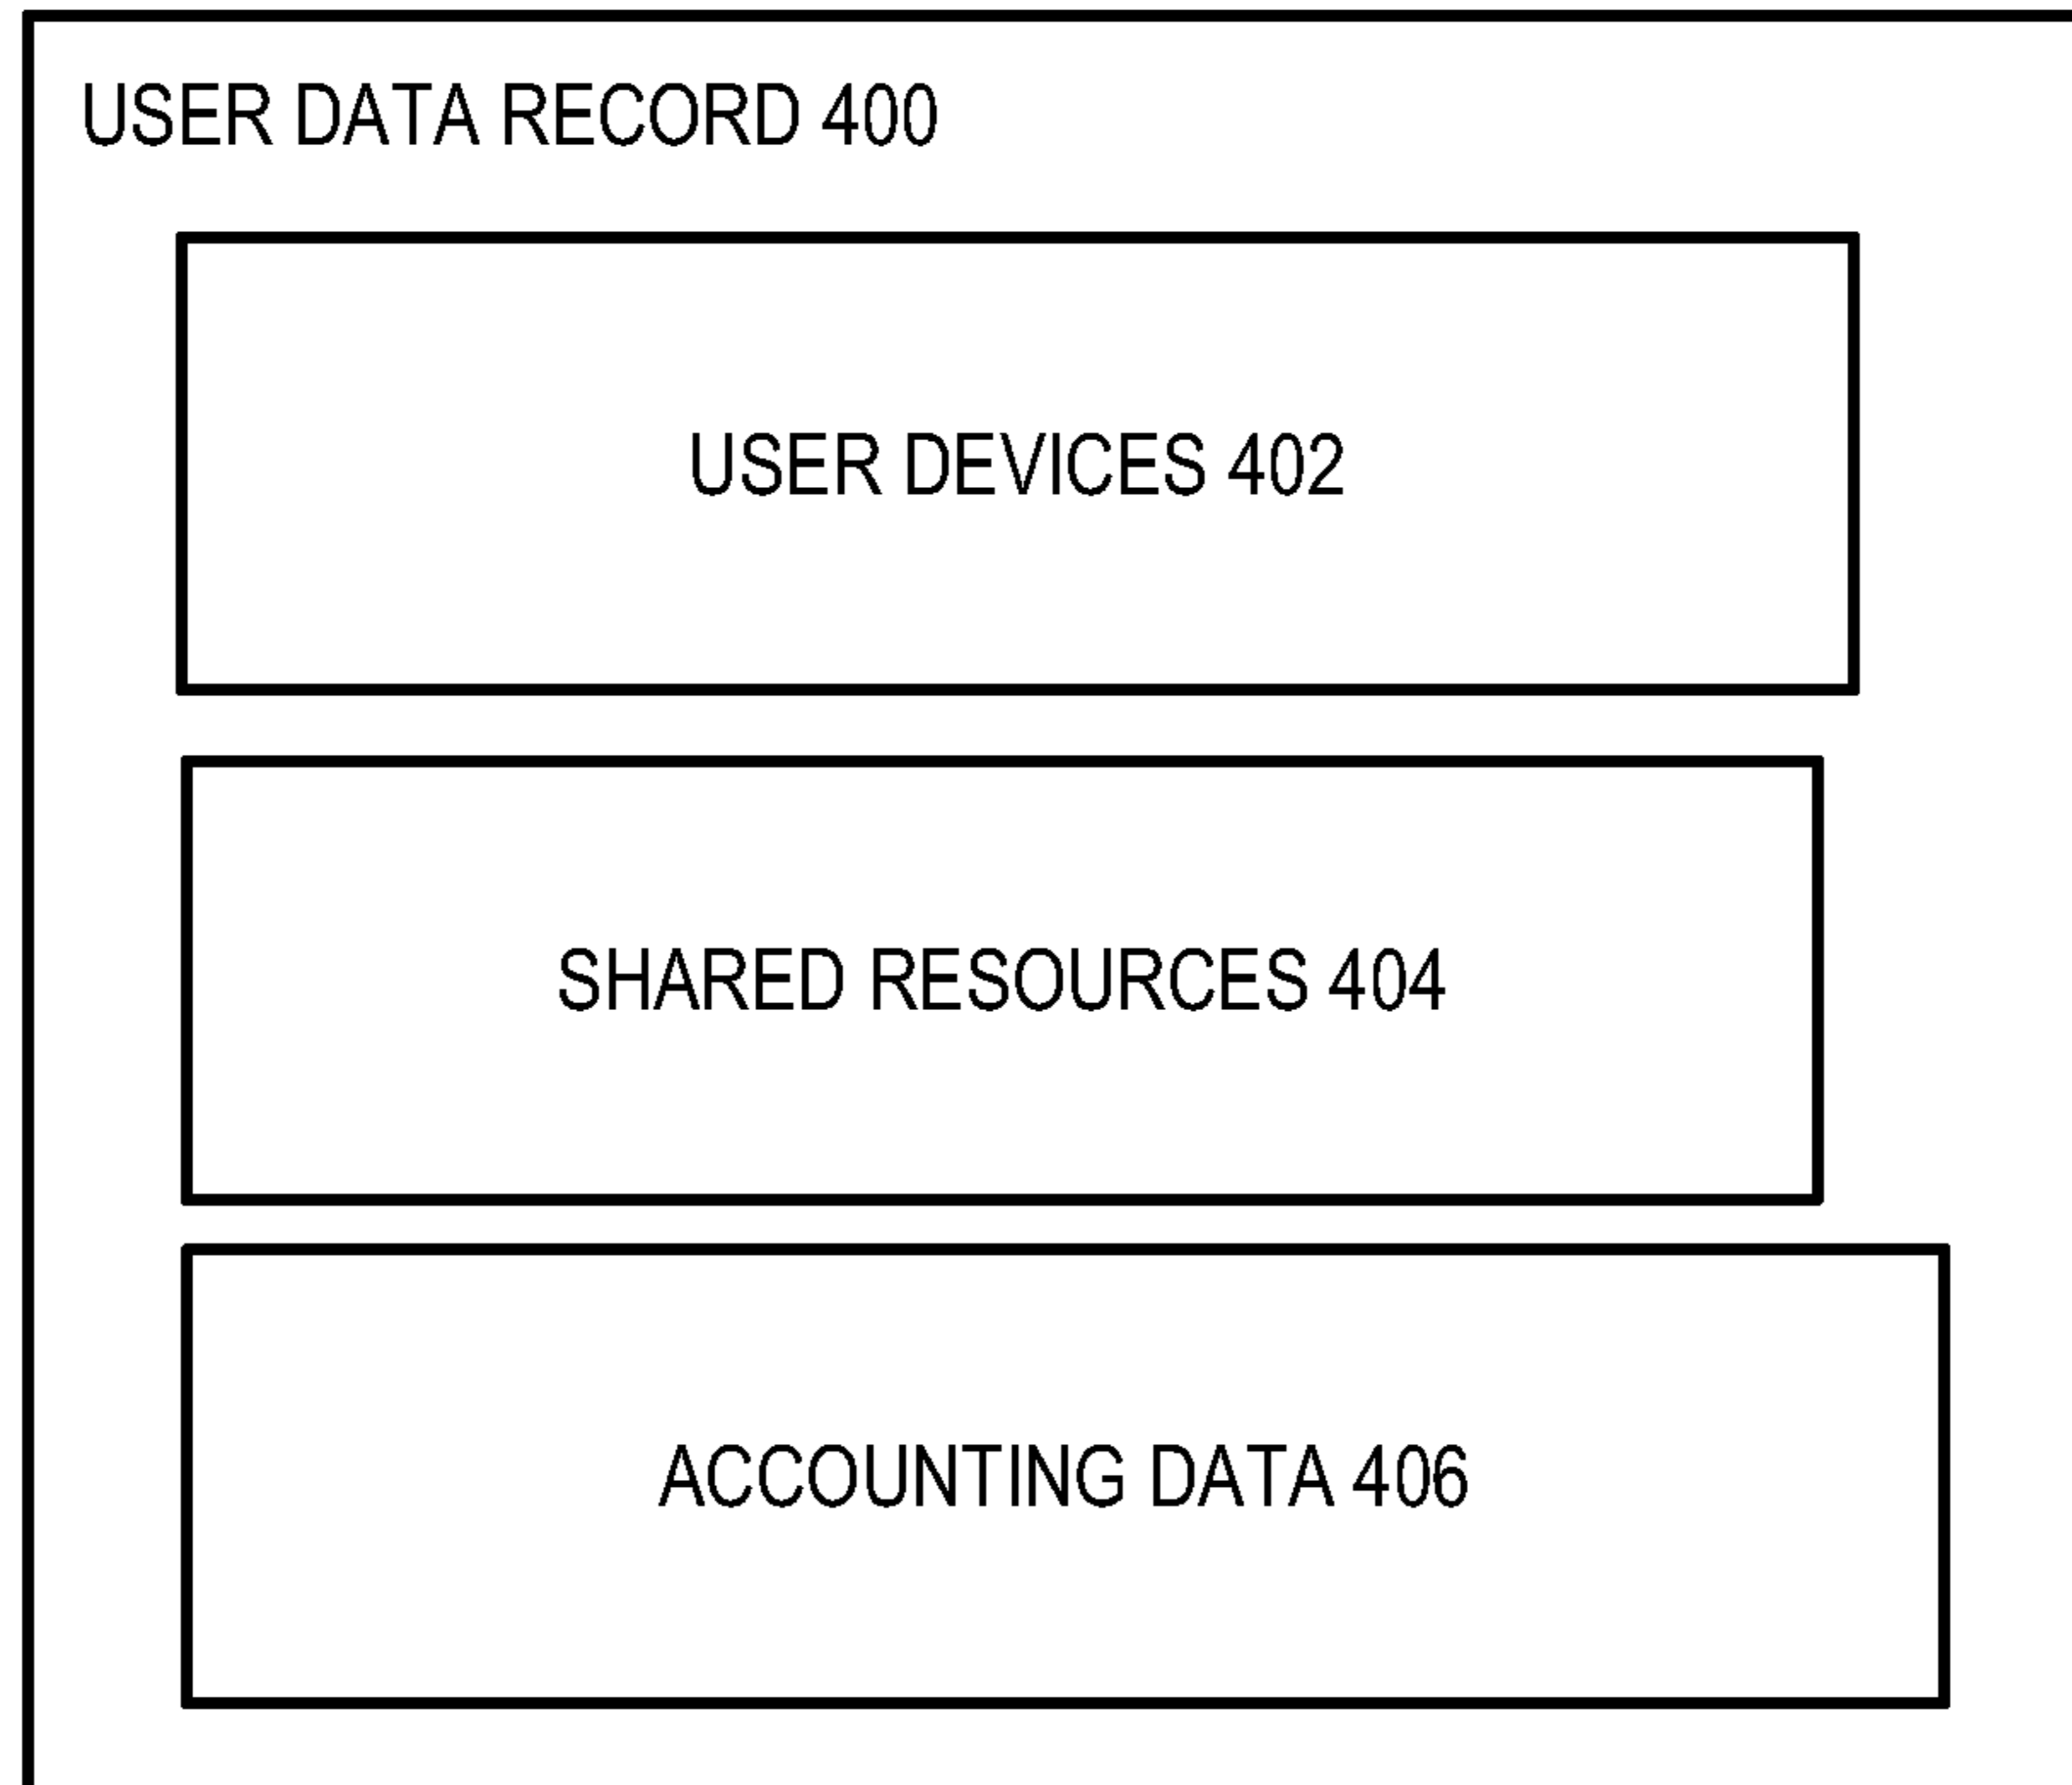 USER DATA RECORD 400
USER DEVICES 402
SHARED RESOURCES 404
ACCOUNTING DATA 406